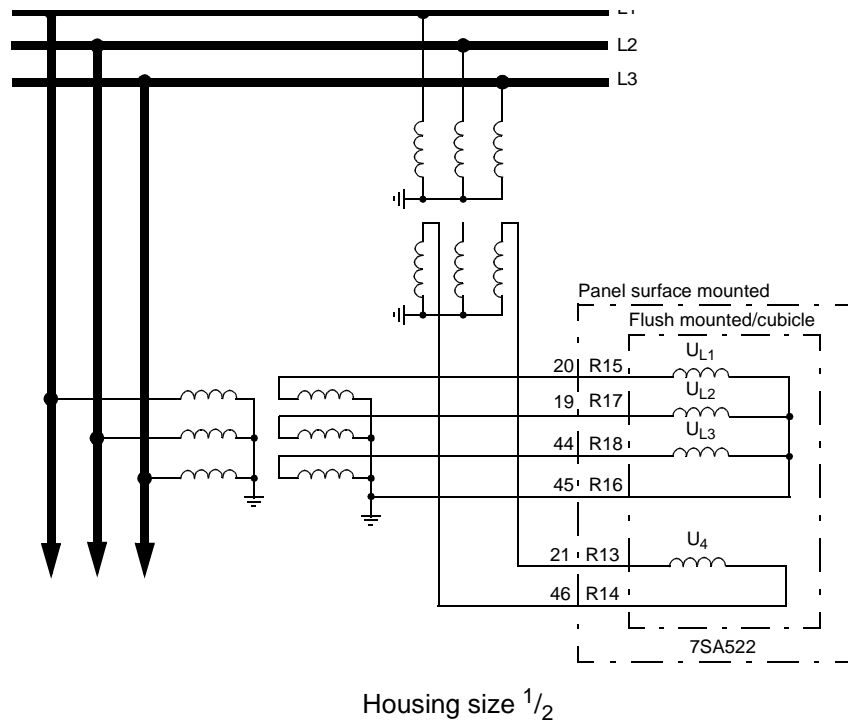 L1
L2
L3
Panel surface mounted
Flush mounted/cubicle
20 R15 UL1
19 R17 UL2
44 R18 UL3
45 R16
21 R13 U4
46 R14
7SA522
Housing size 1/2